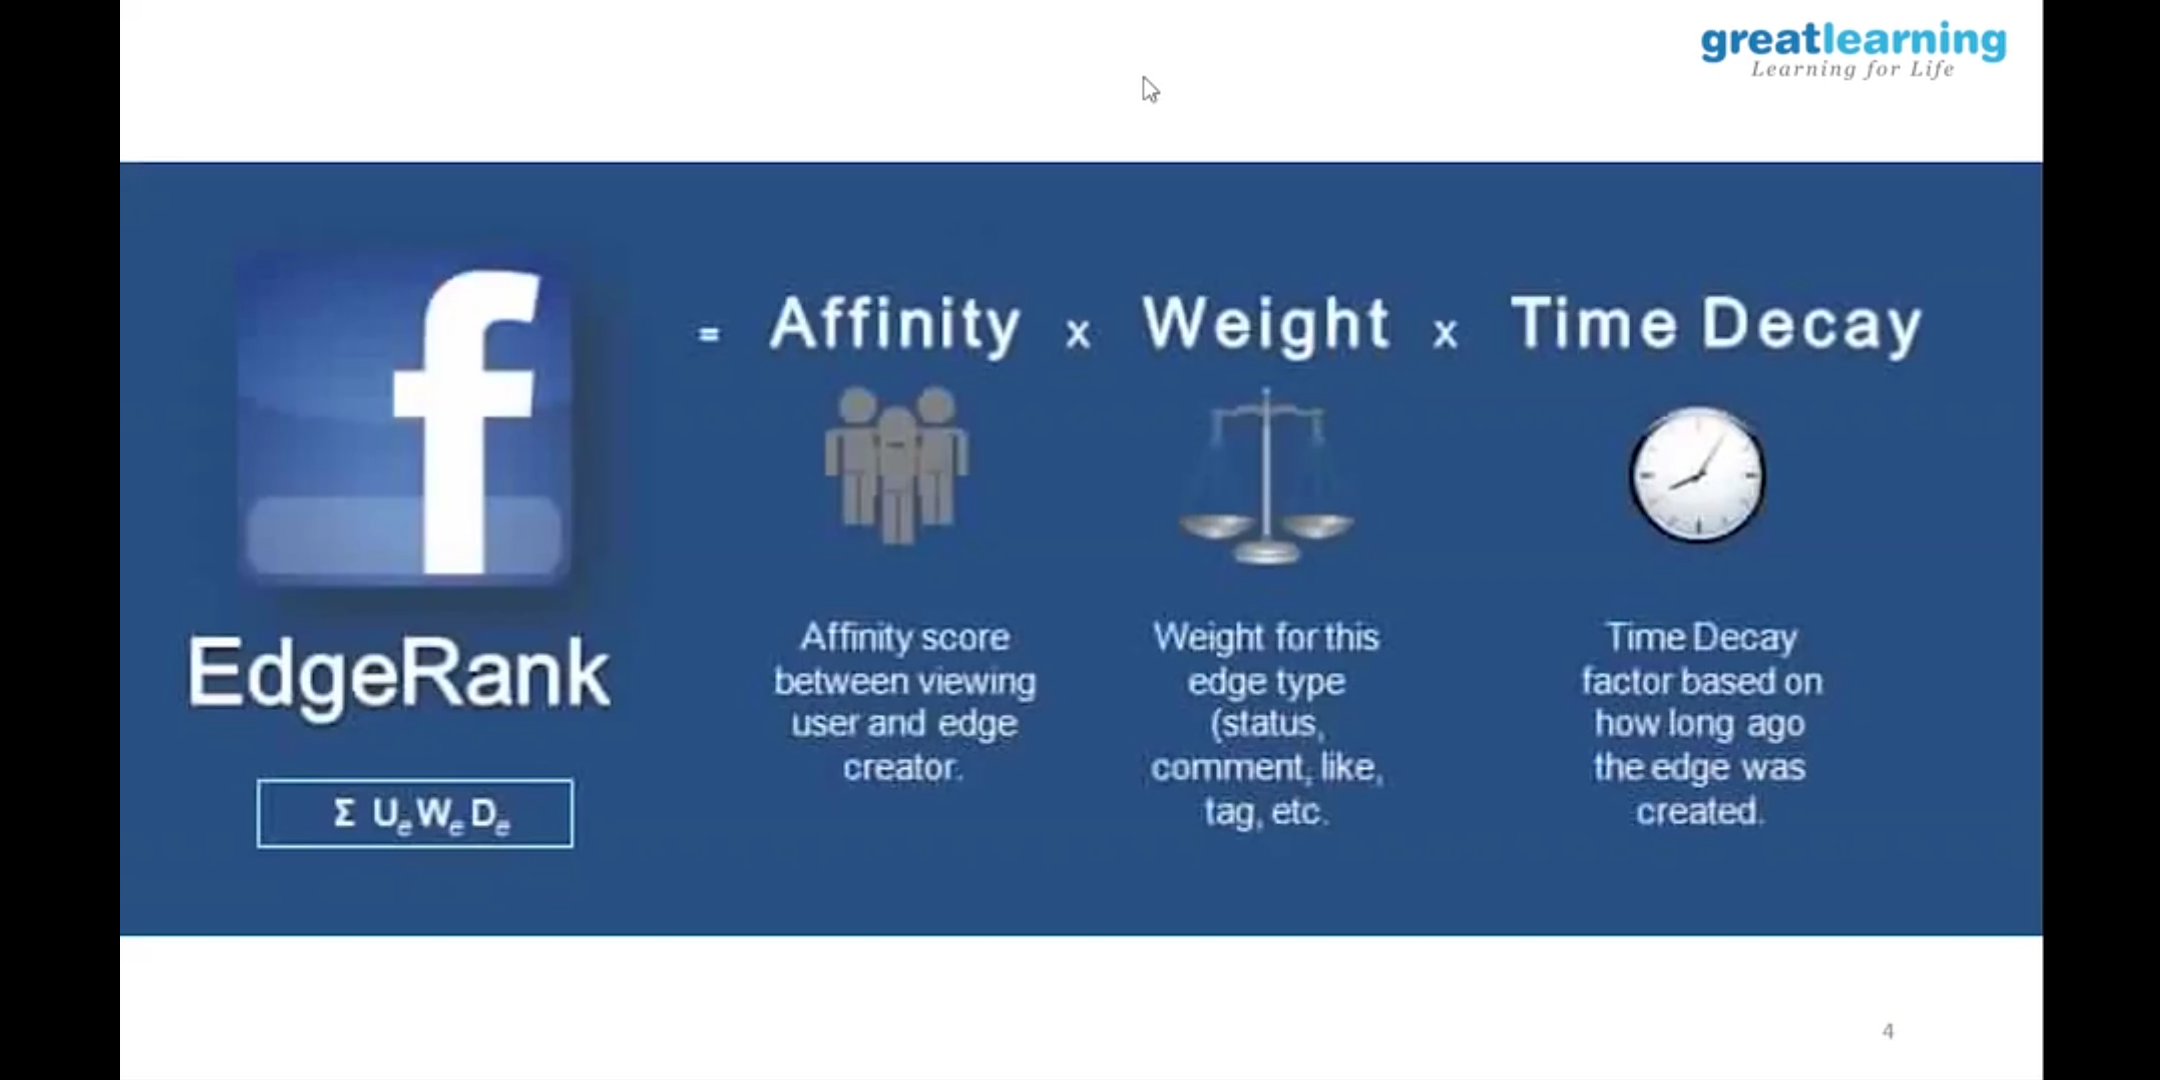 greatlearning
Learning for Life
= Affinity x Weight x Time Decay
EdgeRank
Σ UeWeDe
Affinity score
between viewing
user and edge
creator.
Weight for this
edge type
(status,
comment, like,
tag, etc.
Time Decay
factor based on
how long ago
the edge was
created.
4